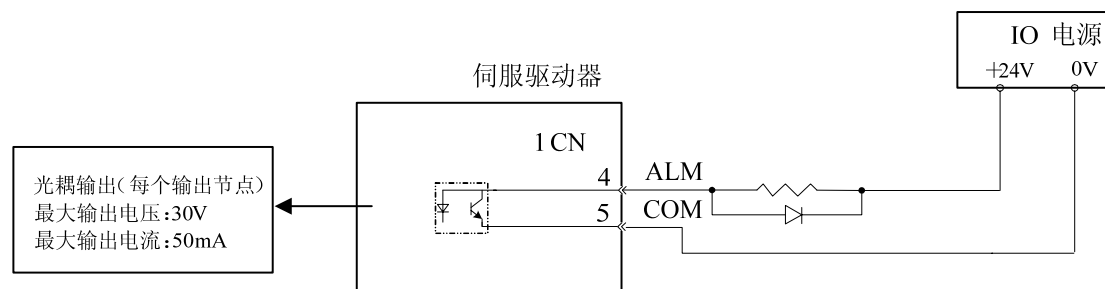 IO 电源
+24V 0V
伺服驱动器
1CN
4 ALM
5 COM
光耦输出(每个输出节点)
最大输出电压:30V
最大输出电流:50mA